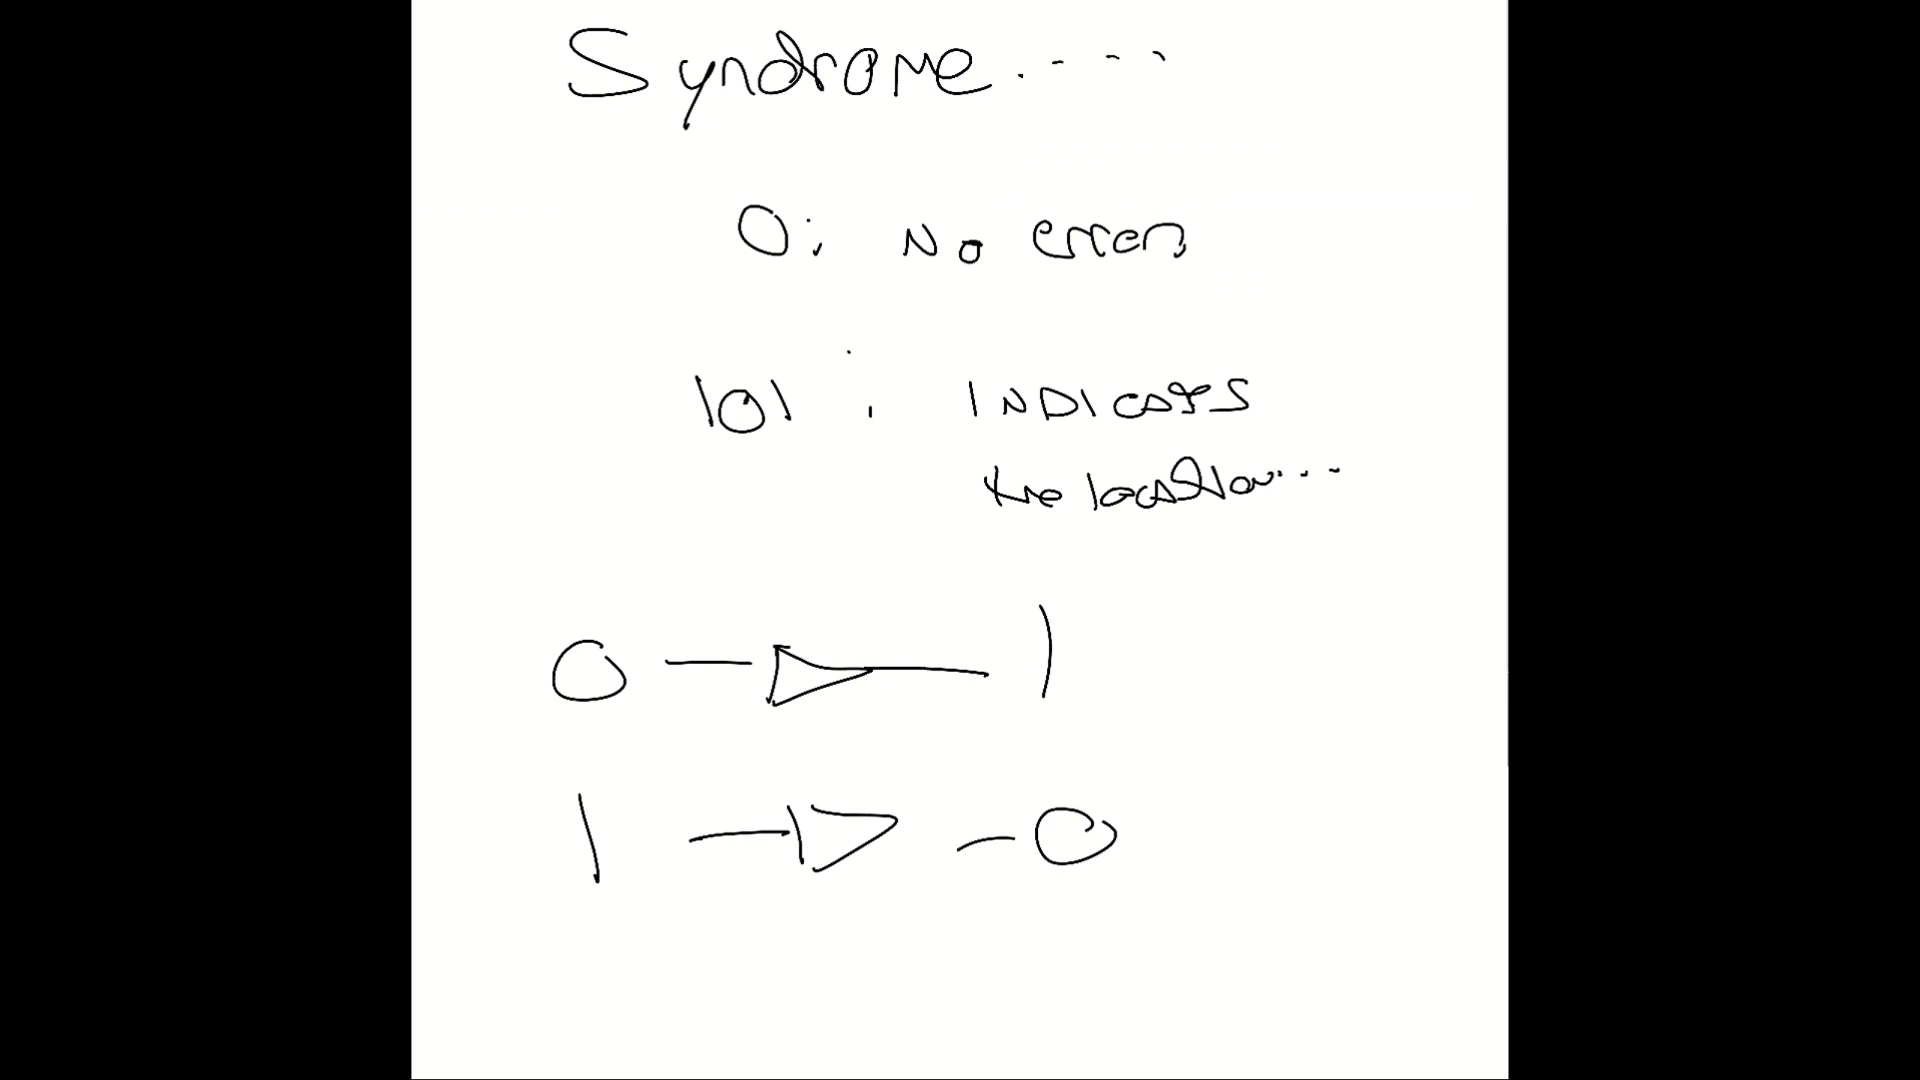 Syndrome....
0: No error
101: INDICATES
the location...
0 → 1
1 → 0